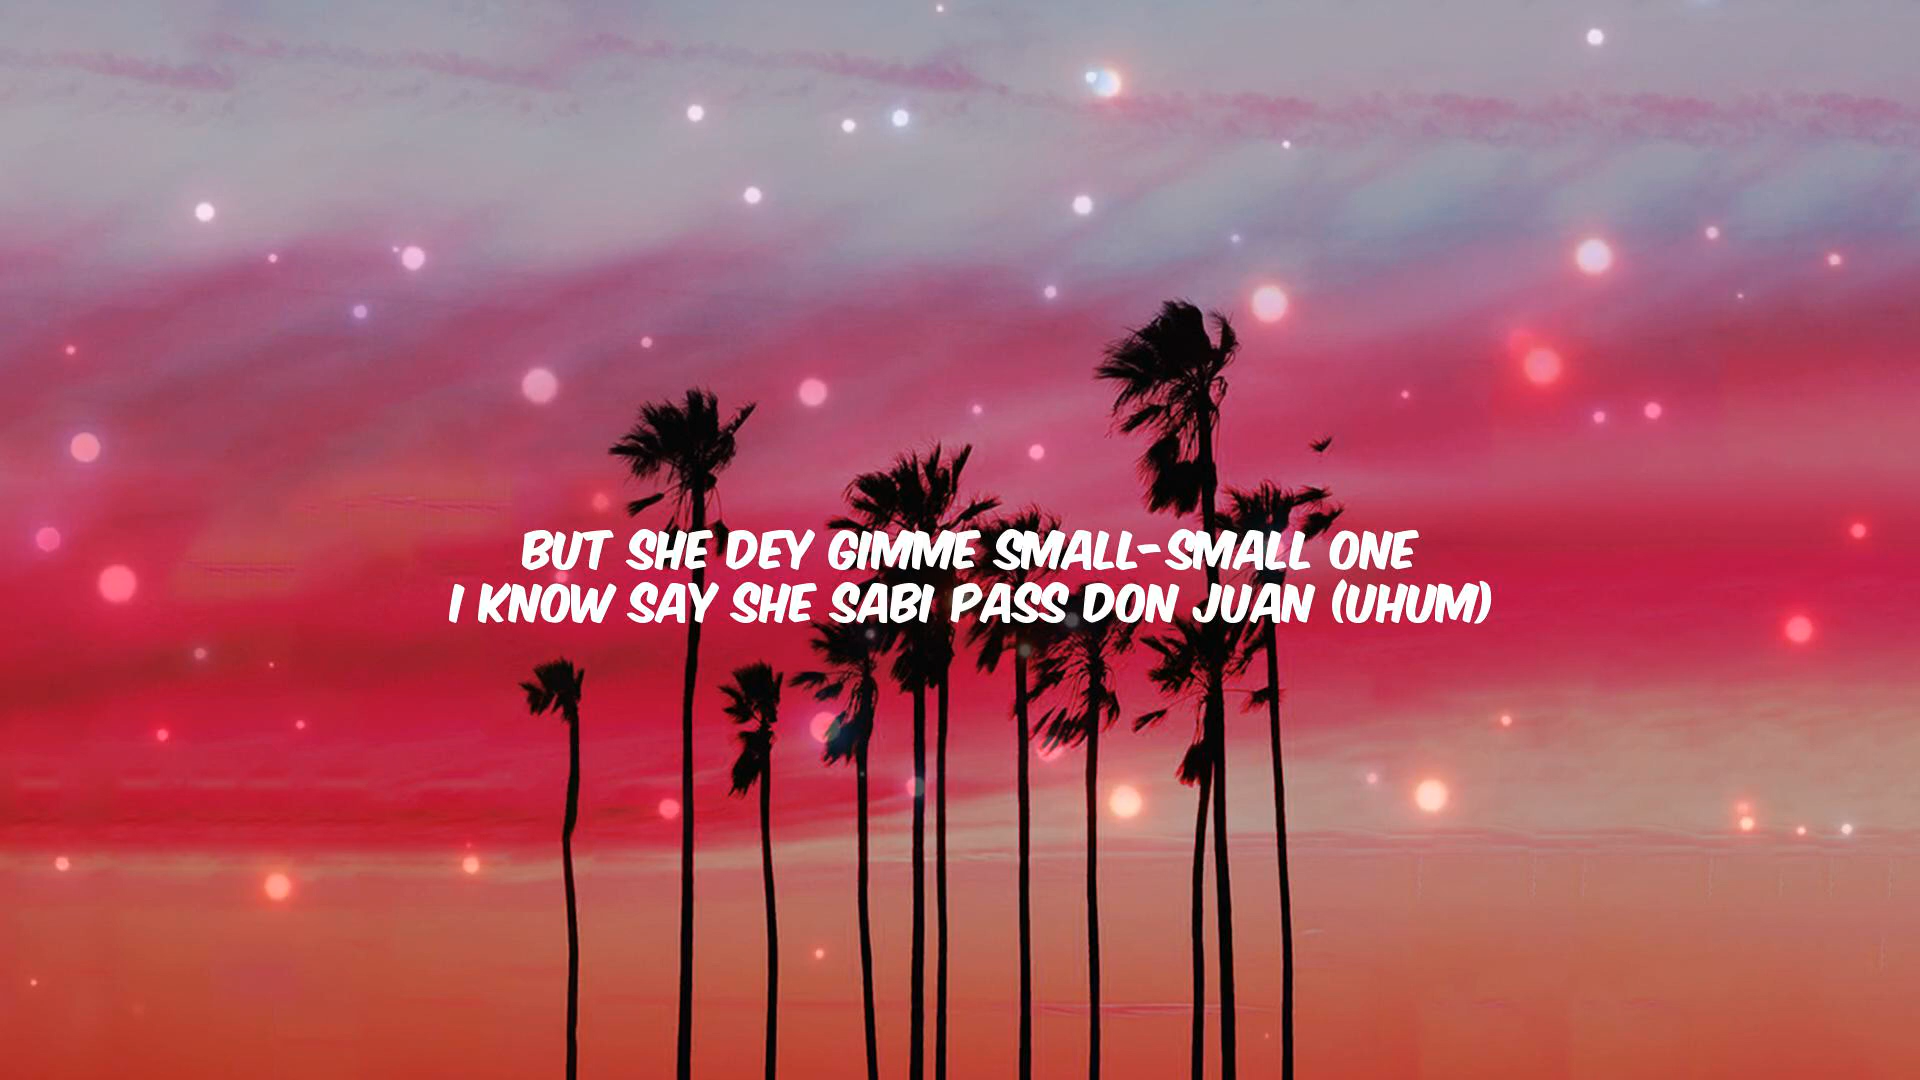 BUT SHE DEY GIMME SMALL-SMALL ONE
I KNOW SAY SHE SABI PASS DON JUAN (UHUM)